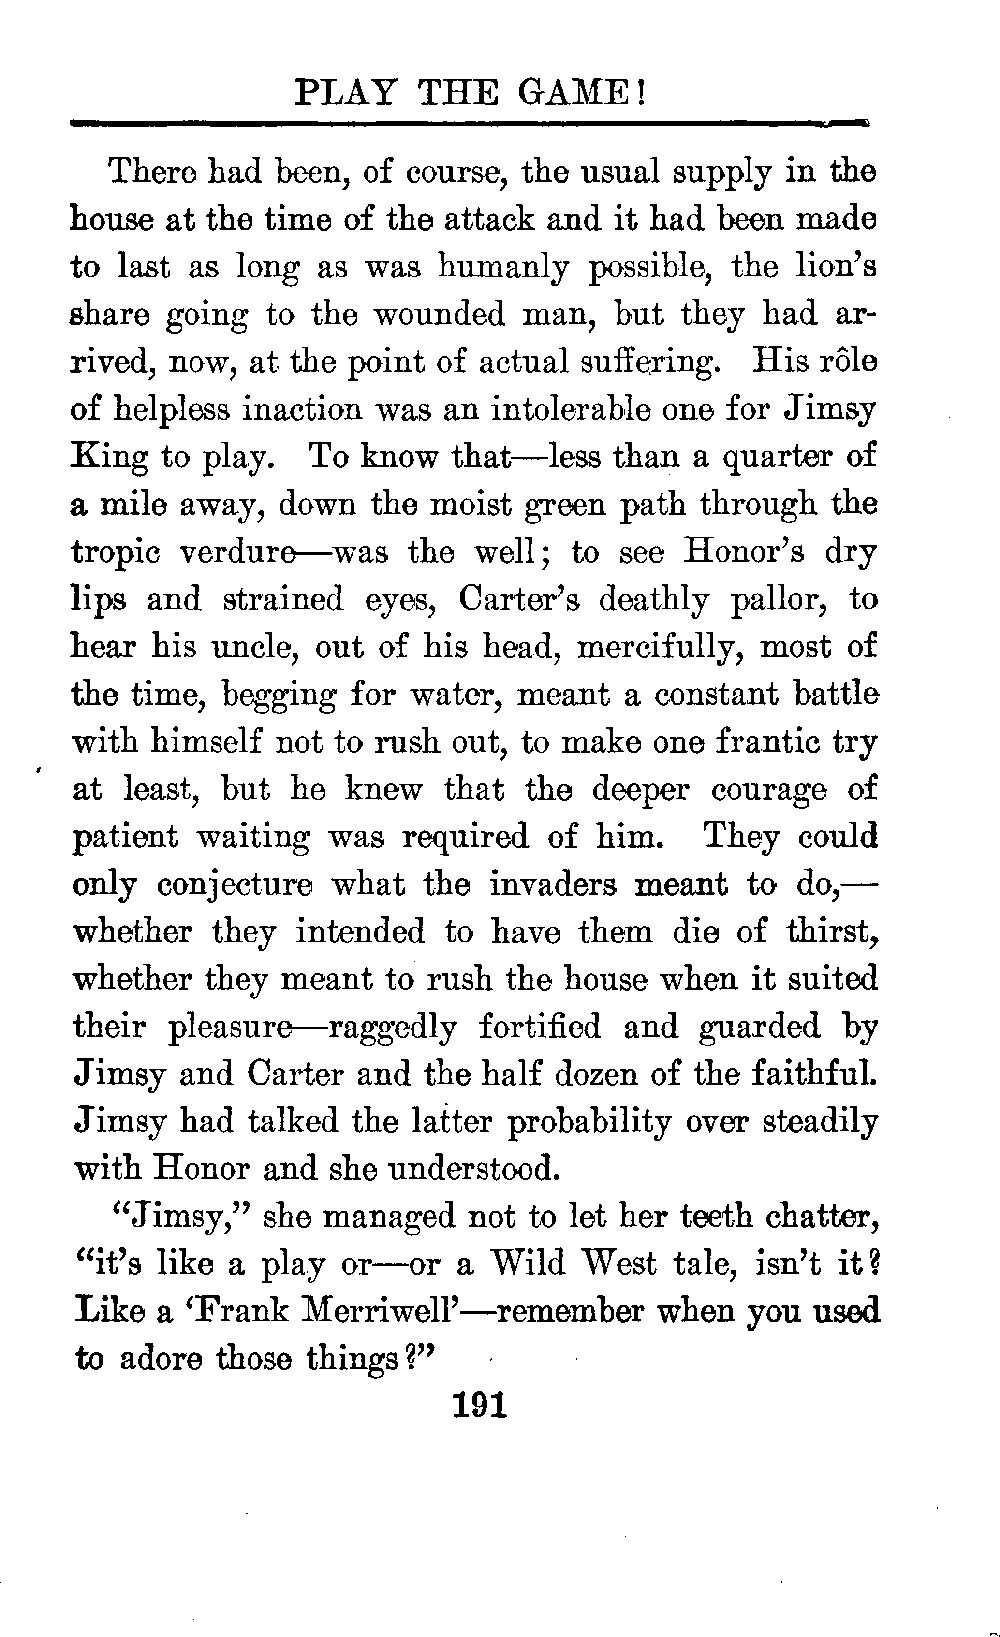 PLAY THE GAME!
There had been, of course, the usual supply in the
house at the time of the attack and it had been made
to last as long as was humanly possible, the lion's
share going to the wounded man, but they had ar-
rived, now, at the point of actual suffering. His rôle
of helpless inaction was an intolerable one for Jimsy
King to play. To know that—less than a quarter of
a mile away, down the moist green path through the
tropic verdure—was the well; to see Honor's dry
lips and strained eyes, Carter's deathly pallor, to
hear his uncle, out of his head, mercifully, most of
the time, begging for water, meant a constant battle
with himself not to rush out, to make one frantic try
at least, but he knew that the deeper courage of
patient waiting was required of him. They could
only conjecture what the invaders meant to do,—
whether they intended to have them die of thirst,
whether they meant to rush the house when it suited
their pleasure—raggedly fortified and guarded by
Jimsy and Carter and the half dozen of the faithful.
Jimsy had talked the latter probability over steadily
with Honor and she understood.
"Jimsy," she managed not to let her teeth chatter,
"it's like a play or—or a Wild West tale, isn't it?
Like a 'Frank Merriwell'—remember when you used
to adore those things?"
191